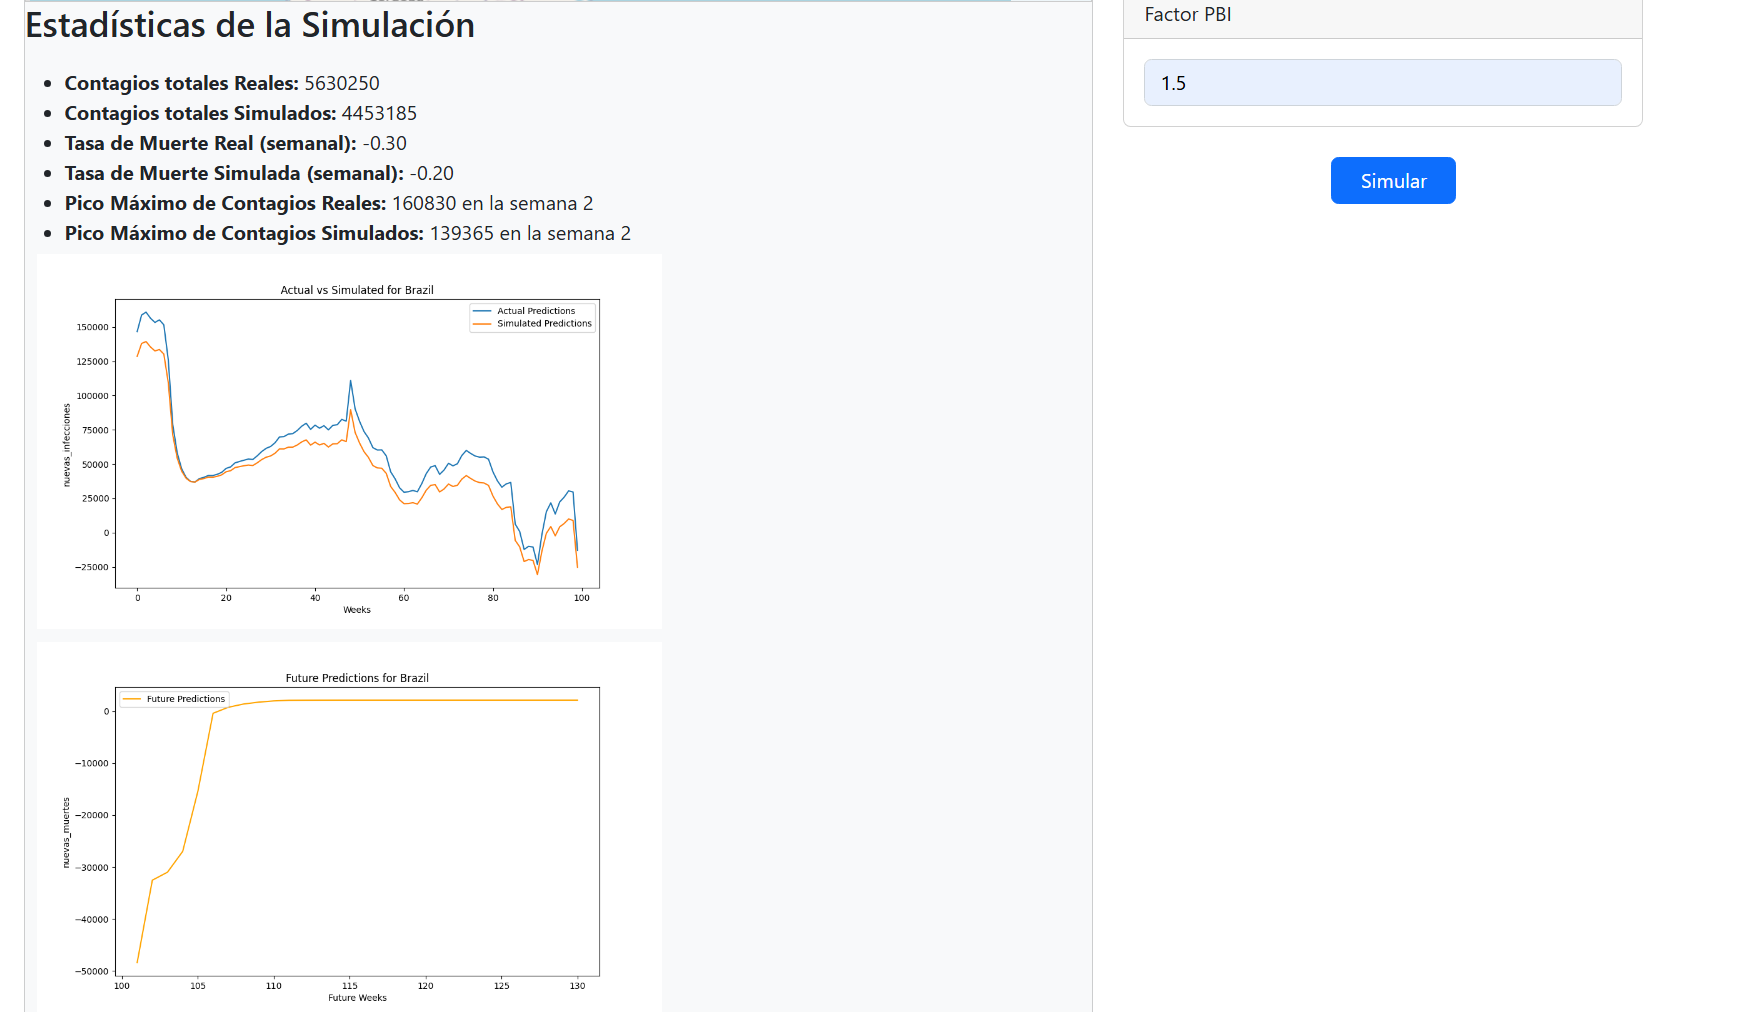 Estadísticas de la Simulación
Contagios totales Reales: 5630250
Contagios totales Simulados: 4453185
Tasa de Muerte Real (semanal): -0.30
Tasa de Muerte Simulada (semanal): -0.20
Pico Máximo de Contagios Reales: 160830 en la semana 2
Pico Máximo de Contagios Simulados: 139365 en la semana 2
Actual vs Simulated for Brazil
Actual Predictions
Simulated Predictions
150000
125000
100000
75000
50000
25000
0
−25000
nuevas_infecciones
0 20 40 60 80 100
Weeks
Future Predictions for Brazil
Future Predictions
0
−10000
−20000
−30000
−40000
−50000
nuevas_muertes
100 105 110 115 120 125 130
Future Weeks
Factor PBI
1.5
Simular